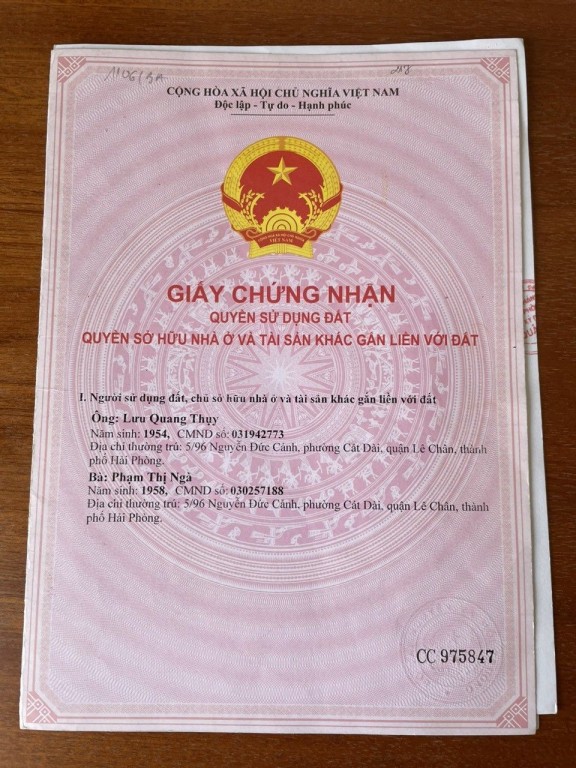 CỘNG HÒA XÃ HỘI CHỦ NGHĨA VIỆT NAM
Độc lập - Tự do - Hạnh phúc
VIỆT NAM
GIẤY CHỨNG NHẬN
QUYỀN SỬ DỤNG ĐẤT
QUYỀN SỞ HỮU NHÀ Ở VÀ TÀI SẢN KHÁC GẮN LIỀN VỚI ĐẤT
I. Người sử dụng đất, chủ sở hữu nhà ở và tài sản khác gắn liền với đất
Ông: Lưu Quang Thụy
Năm sinh: 1954, CMND số: 031942773
Địa chỉ thường trú: 5/96 Nguyễn Đức Cảnh, phường Cát Dài, quận Lê Chân, thành
phố Hải Phòng.
Bà: Phạm Thị Ngà
Năm sinh: 1958, CMND số: 030257188
Địa chỉ thường trú: 5/96 Nguyễn Đức Cảnh, phường Cát Dài, quận Lê Chân, thành
phố Hải Phòng.
CC 975847